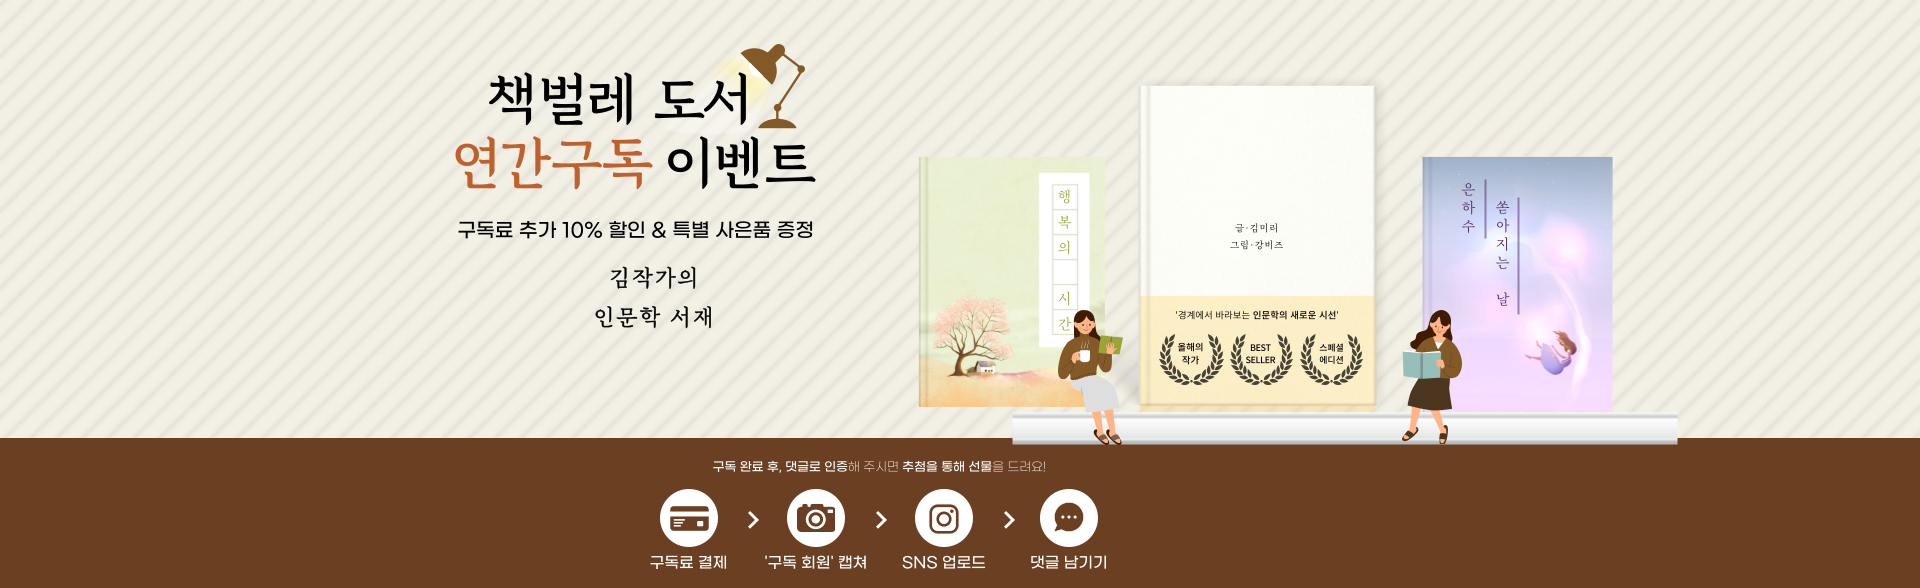 책벌레 도서
연간구독 이벤트
구독료 추가 10% 할인 & 특별 사은품 증정
김작가의
인문학 서재
행복의 시간
글·김미리
그림·강비즈
'경계에서 바라보는 인문학의 새로운 시선'
올해의
작가
BEST
SELLER
스페셜
에디션
은하수
쏟아지는 날
구독 완료 후, 댓글로 인증해 주시면 추첨을 통해 선물을 드려요!
구독료 결제
'구독 회원' 캡쳐
SNS 업로드
댓글 남기기